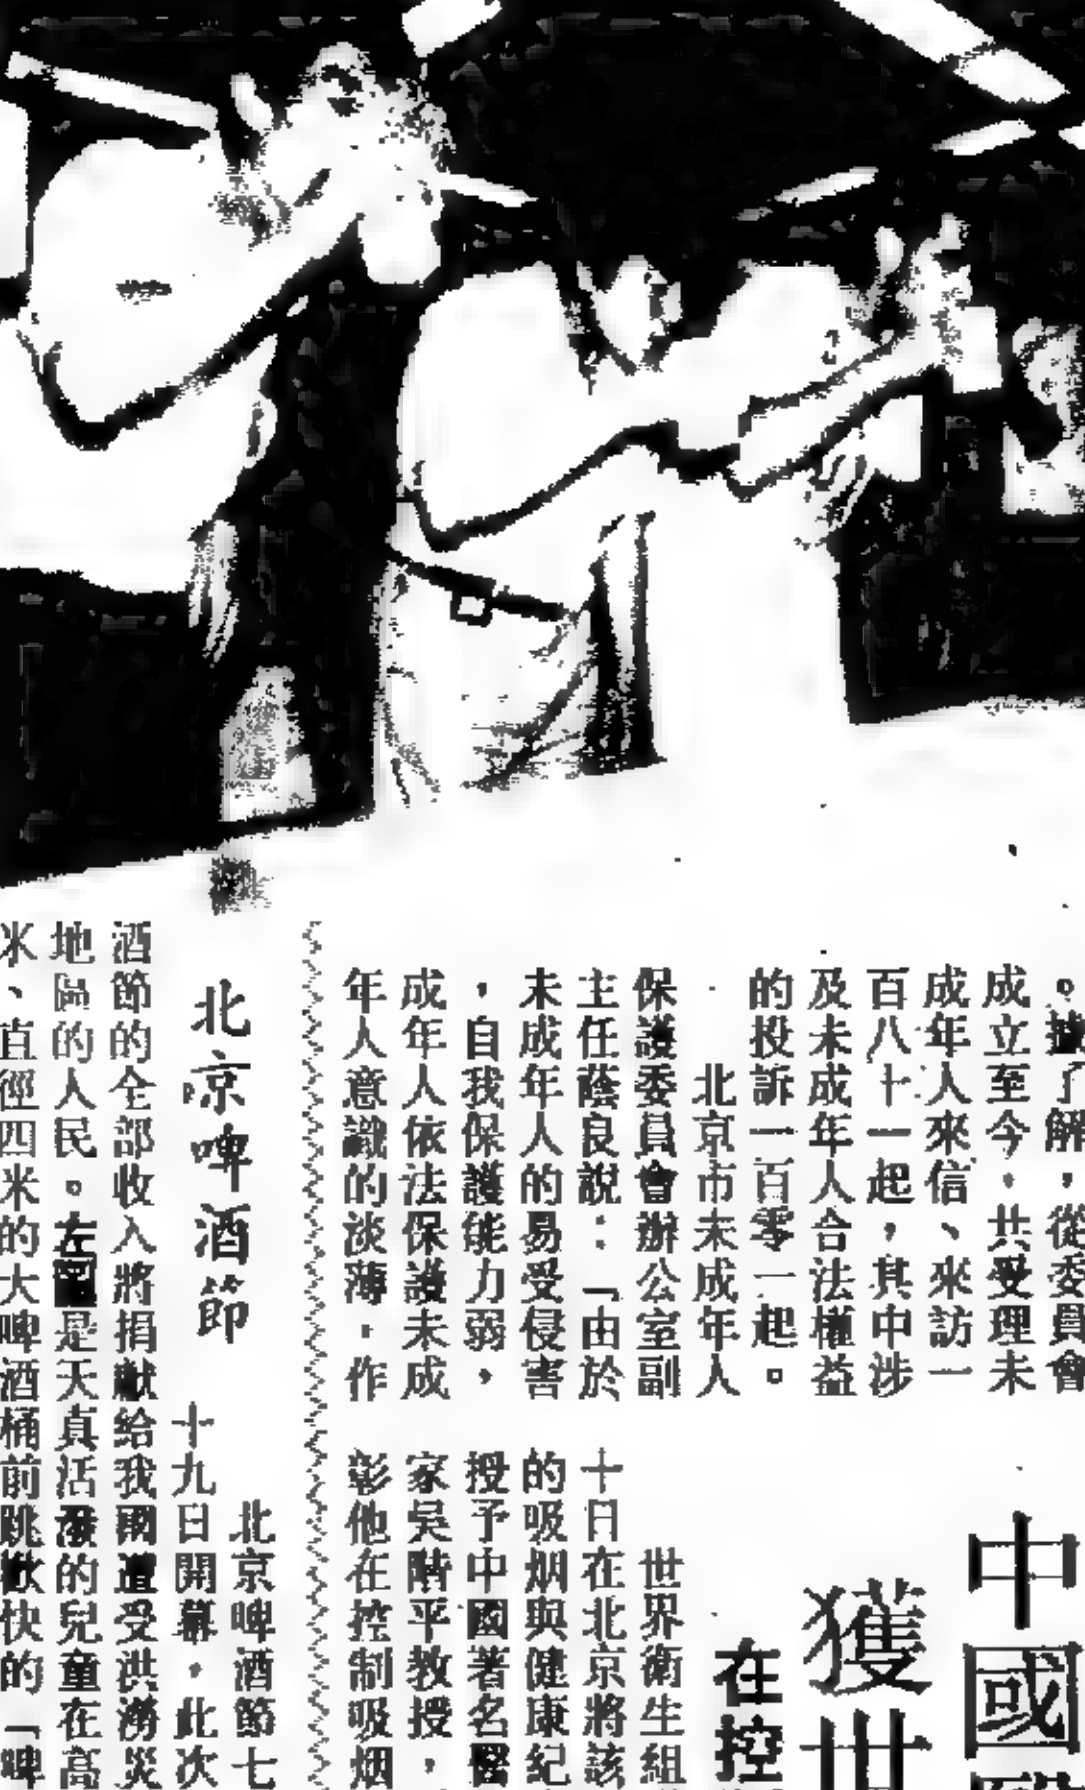 。據了解，從委員會
成立至今，共受理未
成年人來信、來訪一
百八十一起，其中涉
及未成年人合法權益
的投訴一百零一起。
北京市未成年人
保護委員會辦公室副
主任蔭良說：「由於
未成年人的易受侵害
，自我保護能力弱，
成年人依法保護未成
年人意識的淡薄，作
中國
獲世
在控
世界衛生組
十日在北京將該
的吸烟與健康紀
授予中國著名醫
家吳階平教授，
彰他在控制吸烟
北京啤酒節
北京啤酒節七
十九日開幕，此次
酒節的全部收入將捐獻給我國遭受洪澇災
地區的人民。左圖是天真活潑的兒童在高
米、直徑四米的大啤酒桶前跳歡快的「啤